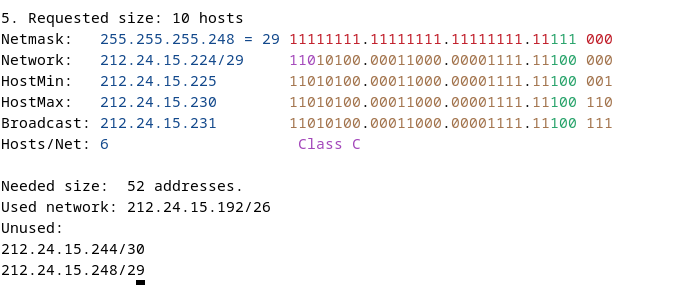 5. Requested size: 10 hosts
Netmask:   255.255.255.248 = 29 11111111.11111111.11111111.11111 000
Network:   212.24.15.224/29     11010100.00011000.00001111.11100 000
HostMin:   212.24.15.225        11010100.00011000.00001111.11100 001
HostMax:   212.24.15.230        11010100.00011000.00001111.11100 110
Broadcast: 212.24.15.231        11010100.00011000.00001111.11100 111
Hosts/Net: 6                     Class C

Needed size:  52 addresses.
Used network: 212.24.15.192/26
Unused:
212.24.15.244/30
212.24.15.248/29